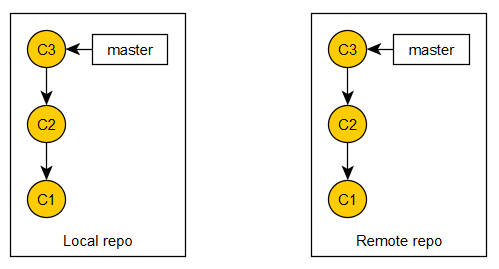 C3
master
C2
C1
Local repo
C3
master
C2
C1
Remote repo